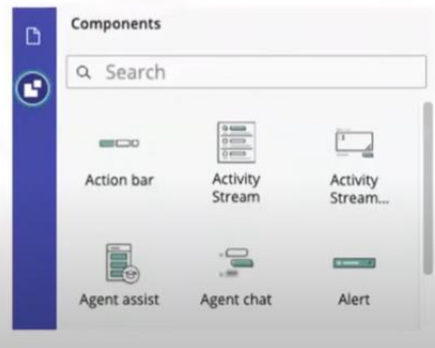 Components
Search
Action bar
Activity
Stream
Activity
Stream...
Agent assist
Agent chat
Alert